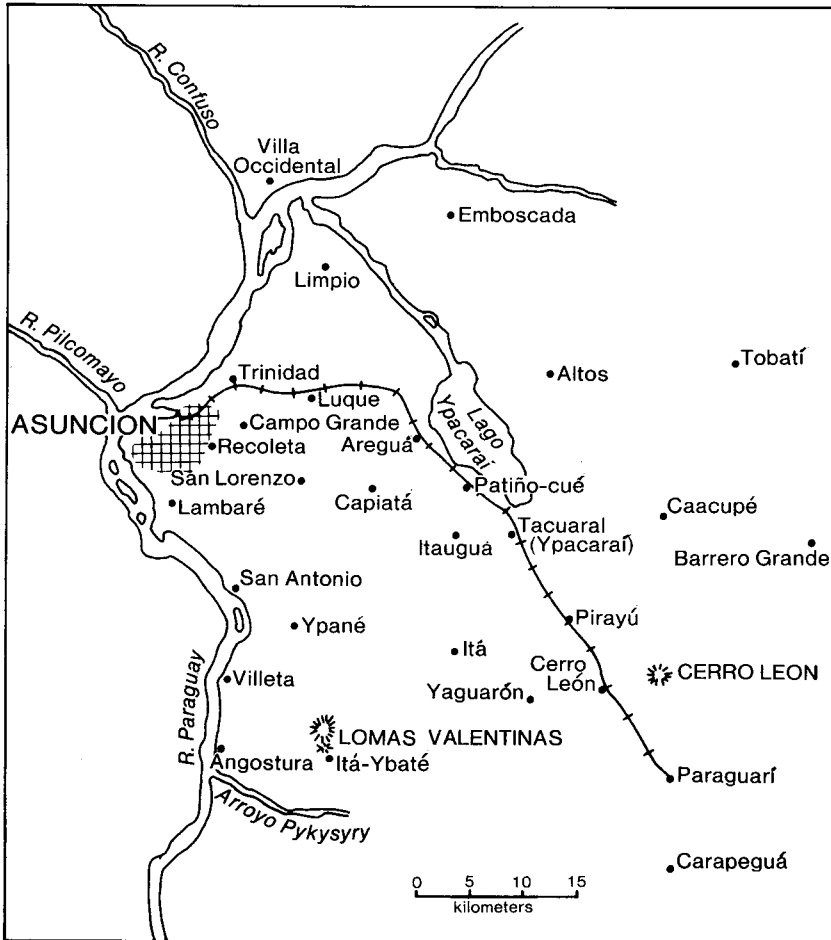 R. Confuso
Villa
Occidental
Emboscada
Limpio
R. Pilcomayo
Trinidad
Altos
Tobatí
Luque
Lago
Ypacarai
ASUNCION
Campo Grande
Recoleta
Areguá
San Lorenzo
Capiatá
Patiño-cué
Lambaré
Caacupé
Itauguá
Tacuaral
(Ypacaraí)
Barrero Grande
San Antonio
Ypané
Pirayú
Itá
Cerro
León
CERRO LEON
R. Paraguay
Villeta
Yaguarón
LOMAS VALENTINAS
Angostura
Itá-Ybaté
Paraguarí
Arroyo Pykysyry
Carapeguá
0 5 10 15
kilometers